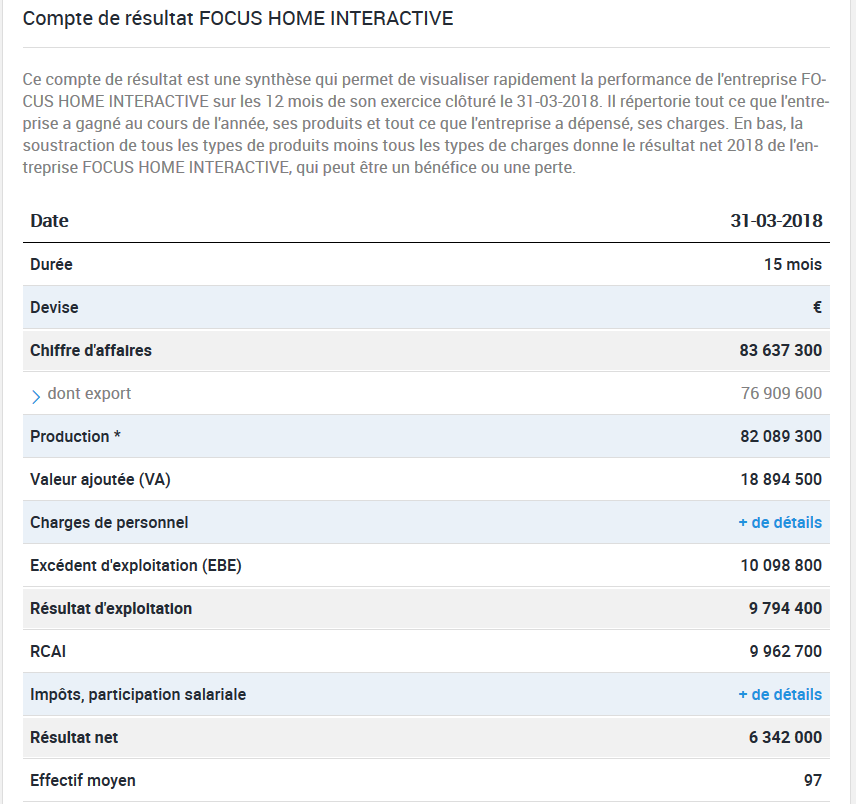 Compte de résultat FOCUS HOME INTERACTIVE
Ce compte de résultat est une synthèse qui permet de visualiser rapidement la performance de l'entreprise FO-
CUS HOME INTERACTIVE sur les 12 mois de son exercice clôturé le 31-03-2018. Il répertorie tout ce que l'entre-
prise a gagné au cours de l'année, ses produits et tout ce que l'entreprise a dépensé, ses charges. En bas, la
soustraction de tous les types de produits moins tous les types de charges donne le résultat net 2018 de l'en-
treprise FOCUS HOME INTERACTIVE, qui peut être un bénéfice ou une perte.
Date 31-03-2018
Durée 15 mois
Devise €
Chiffre d'affaires 83 637 300
dont export 76 909 600
Production * 82 089 300
Valeur ajoutée (VA) 18 894 500
Charges de personnel + de détails
Excédent d'exploitation (EBE) 10 098 800
Résultat d'exploitation 9 794 400
RCAI 9 962 700
Impôts, participation salariale + de détails
Résultat net 6 342 000
Effectif moyen 97